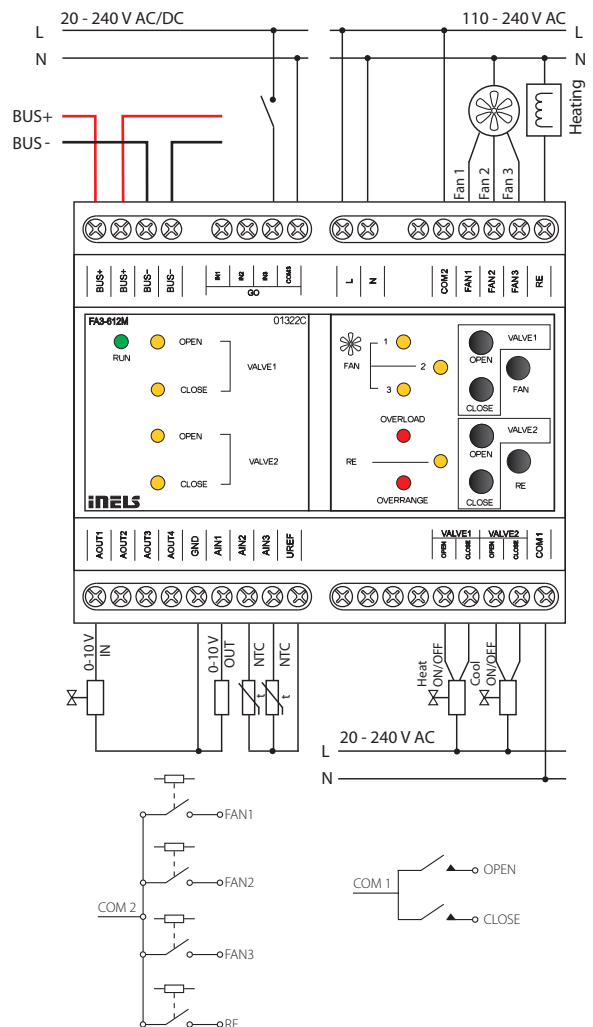 20 - 240 V AC/DC
110 - 240 V AC
L
L
N
N
BUS+
BUS -
Heating
Fan 1
Fan 2
Fan 3
BUS+
BUS+
BUS-
BUS-
IN1
IN2
IN3
COM3
GO
L
N
COM2
FAN1
FAN2
FAN3
RE
FA3-612M
01322C
RUN
OPEN
CLOSE
VALVE1
OPEN
CLOSE
VALVE2
FAN
1
2
3
OVERLOAD
RE
OVERRANGE
VALVE1
OPEN
CLOSE
FAN
VALVE2
OPEN
CLOSE
RE
iNELS
AOUT1
AOUT2
AOUT3
AOUT4
GND
AIN1
AIN2
AIN3
UREF
VALVE1
VALVE2
OPEN
CLOSE
OPEN
CLOSE
COM1
0-10 V
IN
0-10 V
OUT
NTC
NTC
t
t
Heat
ON/OFF
Cool
ON/OFF
20 - 240 V AC
L
N
FAN1
FAN2
COM 2
FAN3
RE
COM 1
OPEN
CLOSE